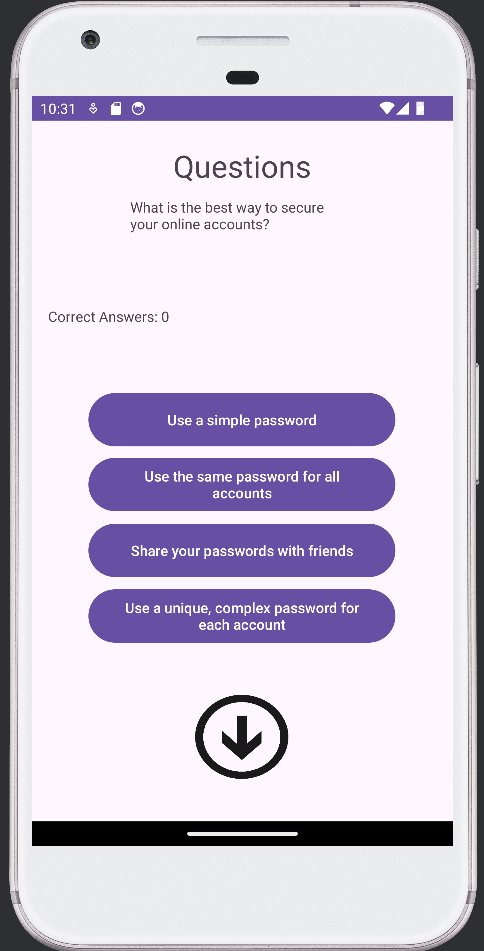 10:31
Questions
What is the best way to secure
your online accounts?
Correct Answers: 0
Use a simple password
Use the same password for all
accounts
Share your passwords with friends
Use a unique, complex password for
each account